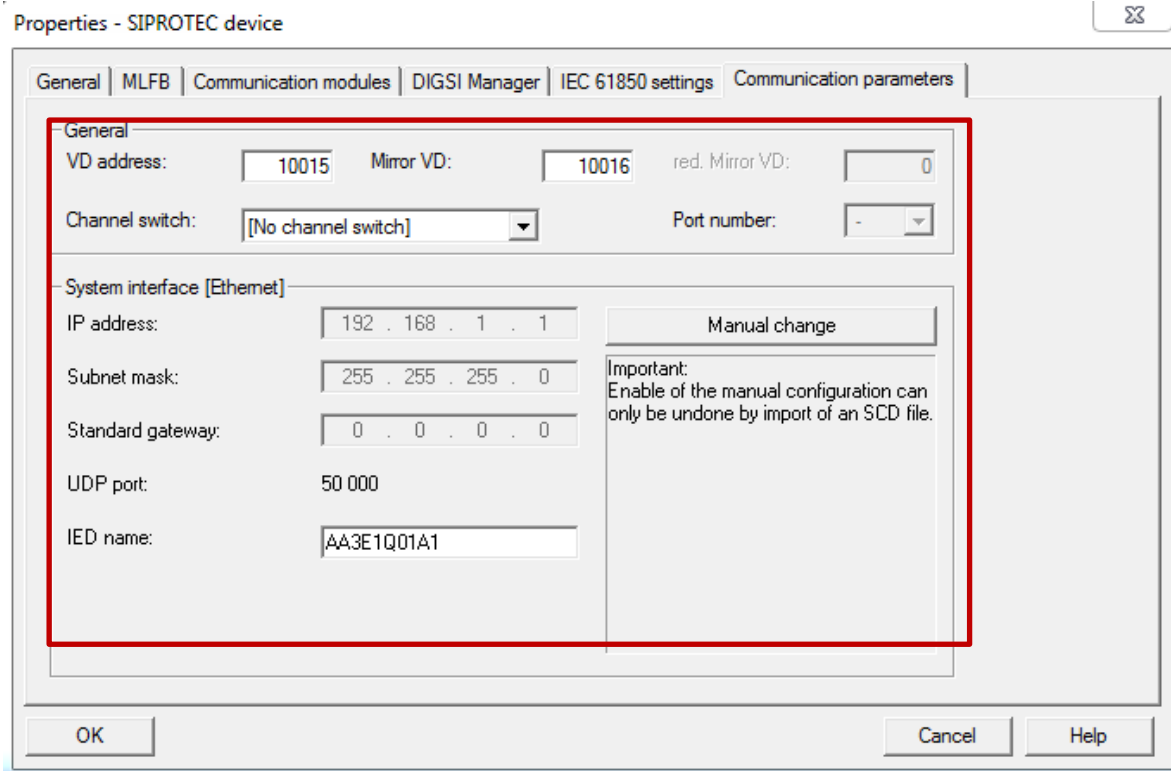 Properties - SIPROTEC device
General MLFB Communication modules DIGSI Manager IEC 61850 settings Communication parameters
General
VD address: 10015 Mirror VD: 10016 red. Mirror VD: 0
Channel switch: [No channel switch] Port number: -
System interface [Ethernet]
IP address: 192 . 168 . 1 . 1 Manual change
Important:
Enable of the manual configuration can
only be undone by import of an SCD file.
Subnet mask: 255 . 255 . 255 . 0
Standard gateway: 0 . 0 . 0 . 0
UDP port: 50 000
IED name: AA3E1Q01A1
OK Cancel Help